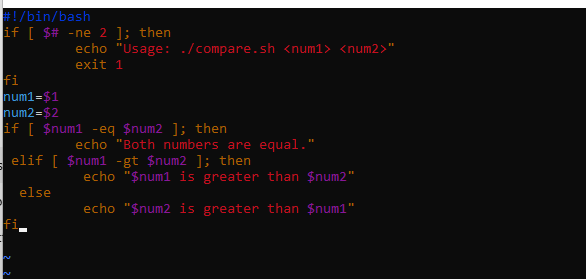 #!/bin/bash
if [ $# -ne 2 ]; then
         echo "Usage: ./compare.sh <num1> <num2>"
         exit 1
fi
num1=$1
num2=$2
if [ $num1 -eq $num2 ]; then
         echo "Both numbers are equal."
 elif [ $num1 -gt $num2 ]; then
          echo "$num1 is greater than $num2"
  else
          echo "$num2 is greater than $num1"
fi
~
~